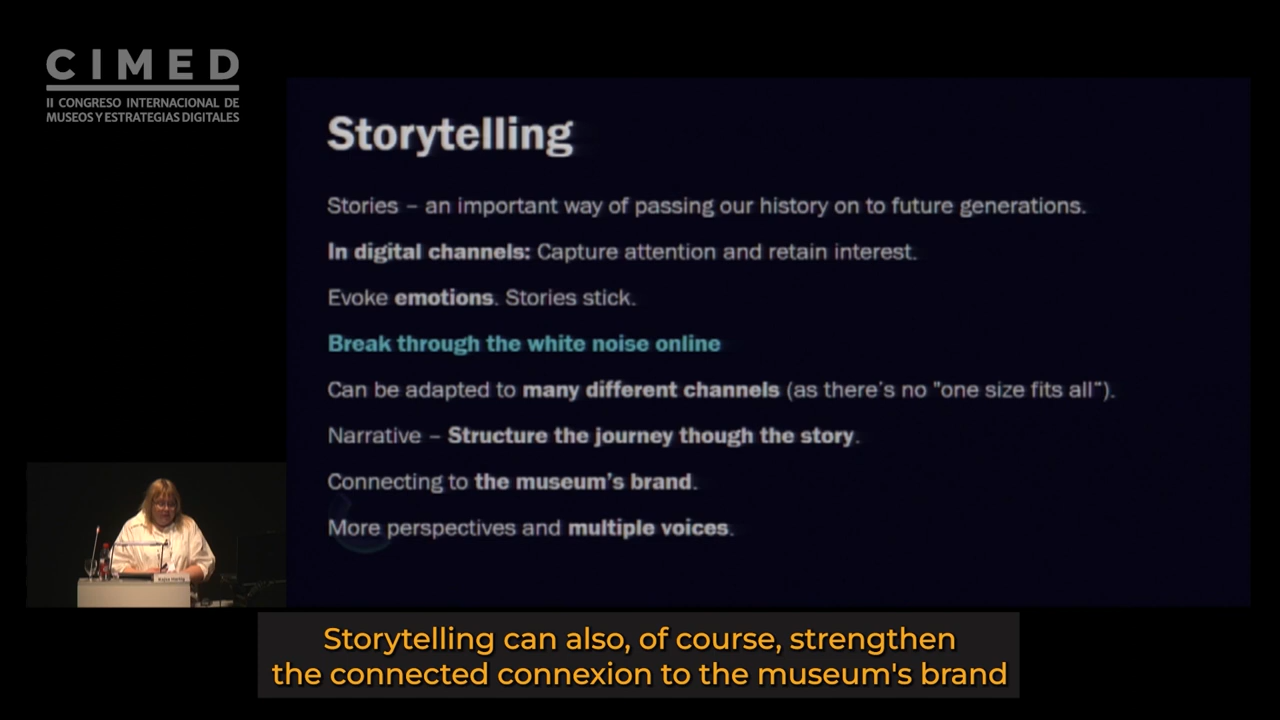 CIMED
II CONGRESO INTERNACIONAL DE
MUSEOS Y ESTRATEGIAS DIGITALES
Storytelling
Stories – an important way of passing our history on to future generations.
In digital channels: Capture attention and retain interest.
Evoke emotions. Stories stick.
Break through the white noise online
Can be adapted to many different channels (as there's no "one size fits all").
Narrative – Structure the journey though the story.
Connecting to the museum's brand.
More perspectives and multiple voices.
Storytelling can also, of course, strengthen
the connected connexion to the museum's brand